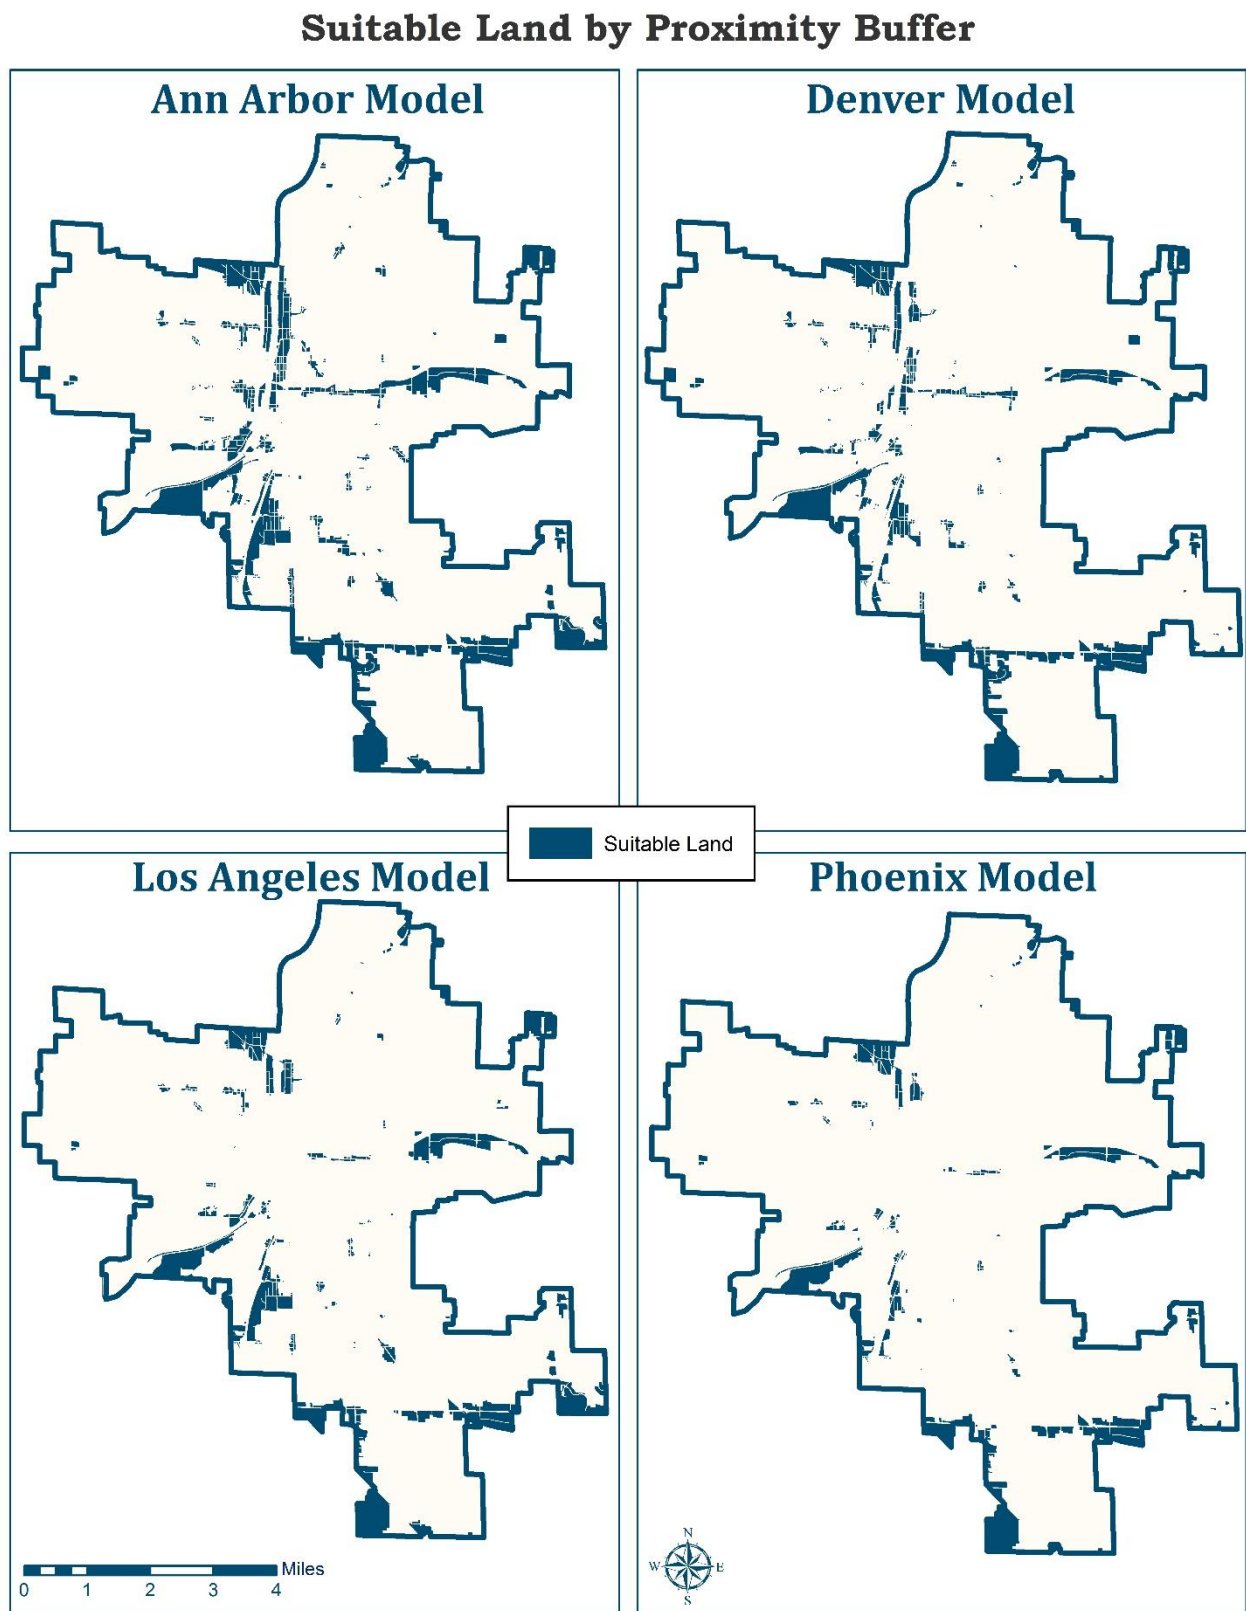 Suitable Land by Proximity Buffer
Ann Arbor Model
Denver Model
Suitable Land
Los Angeles Model
Phoenix Model
Miles
0 1 2 3 4
N
W E
S